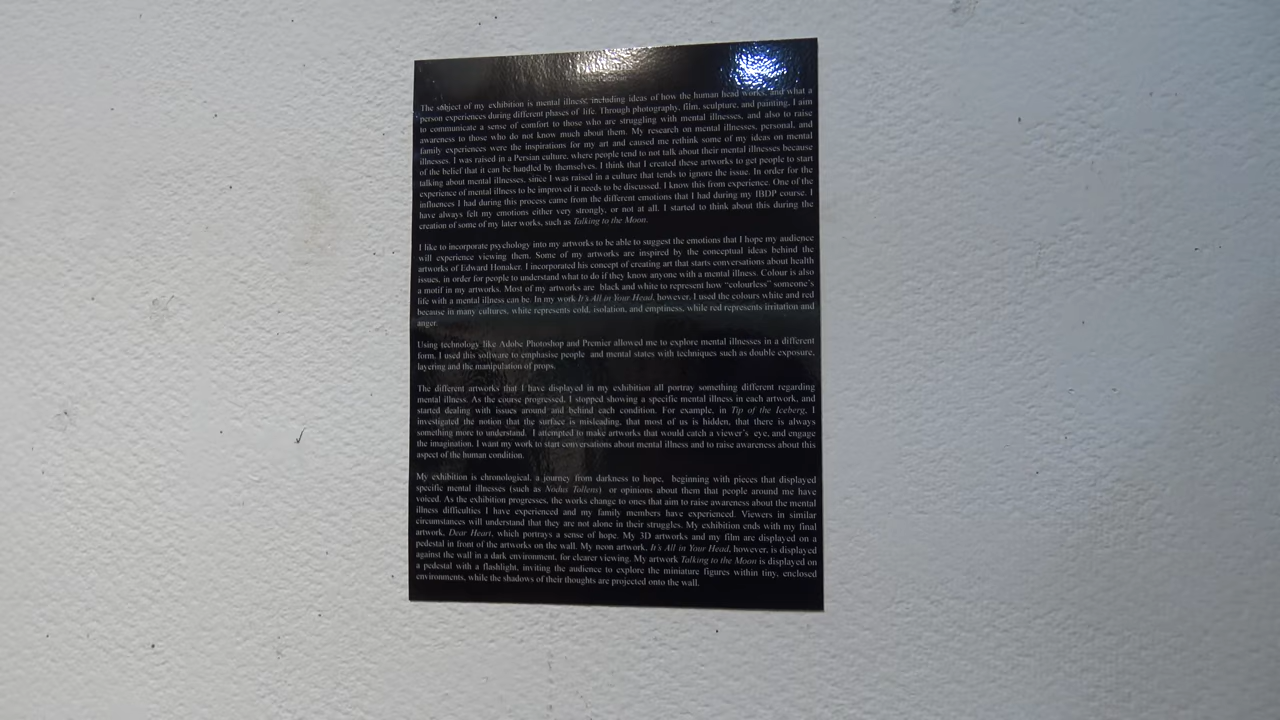 The subject of my exhibition is mental illness, including ideas of how the human head works, and what a
person experiences during different phases of life. Through photography, film, sculpture, and painting, I aim
to communicate a sense of comfort to those who are struggling with mental illnesses, and also to raise
awareness to those who do not know much about them. My research on mental illnesses, personal, and
family experiences were the inspirations for my art and caused me rethink some of my ideas on mental
illnesses. I was raised in a Persian culture, where people tend to not talk about their mental illnesses because
of the belief that it can be handled by themselves. I think that I created these artworks to get people to start
talking about mental illnesses, since I was raised in a culture that tends to ignore the issue. In order for the
experience of mental illness to be improved it needs to be discussed. I know this from experience. One of the
influences I had during this process came from the different emotions that I had during my IBDP course. I
have always felt my emotions either very strongly, or not at all. I started to think about this during the
creation of some of my later works, such as Talking to the Moon.
I like to incorporate psychology into my artworks to be able to suggest the emotions that I hope my audience
will experience viewing them. Some of my artworks are inspired by the conceptual ideas behind the
artworks of Edward Honaker. I incorporated his concept of creating art that starts conversations about health
issues, in order for people to understand what to do if they know anyone with a mental illness. Colour is also
a motif in my artworks. Most of my artworks are black and white to represent how “colourless” someone’s
life with a mental illness can be. In my work It’s All in Your Head, however, I used the colours white and red
because in many cultures, white represents cold, isolation, and emptiness, while red represents irritation and
anger.
Using technology like Adobe Photoshop and Premier allowed me to explore mental illnesses in a different
form. I used this software to emphasise people and mental states with techniques such as double exposure,
layering and the manipulation of props.
The different artworks that I have displayed in my exhibition all portray something different regarding
mental illness. As the course progressed, I stopped showing a specific mental illness in each artwork, and
started dealing with issues around and behind each condition. For example, in Tip of the Iceberg, I
investigated the notion that the surface is misleading, that most of us is hidden, that there is always
something more to understand. I attempted to make artworks that would catch a viewer’s eye, and engage
the imagination. I want my work to start conversations about mental illness and to raise awareness about this
aspect of the human condition.
My exhibition is chronological, a journey from darkness to hope, beginning with pieces that displayed
specific mental illnesses (such as Nodus Tollens) or opinions about them that people around me have
voiced. As the exhibition progresses, the works change to ones that aim to raise awareness about the mental
illness difficulties I have experienced and my family members have experienced. Viewers in similar
circumstances will understand that they are not alone in their struggles. My exhibition ends with my final
artwork, Dear Heart, which portrays a sense of hope. My 3D artworks and my film are displayed on a
pedestal in front of the artworks on the wall. My neon artwork, It’s All in Your Head, however, is displayed
against the wall in a dark environment, for clearer viewing. My artwork Talking to the Moon is displayed on
a pedestal with a flashlight, inviting the audience to explore the miniature figures within tiny, enclosed
environments, while the shadows of their thoughts are projected onto the wall.